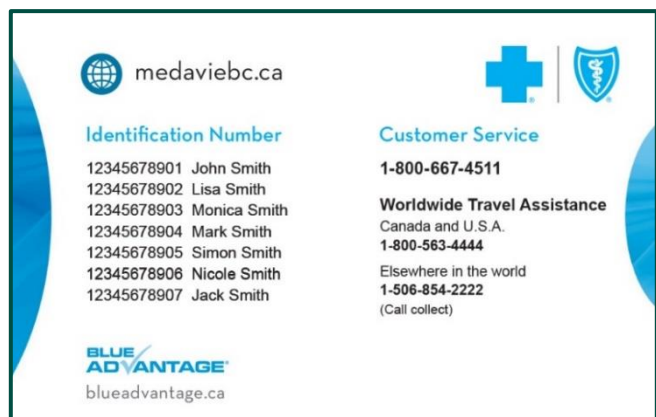 medaviebc.ca
Identification Number
12345678901 John Smith
12345678902 Lisa Smith
12345678903 Monica Smith
12345678904 Mark Smith
12345678905 Simon Smith
12345678906 Nicole Smith
12345678907 Jack Smith
BLUE
ADVANTAGE®
blueadvantage.ca
Customer Service
1-800-667-4511
Worldwide Travel Assistance
Canada and U.S.A.
1-800-563-4444
Elsewhere in the world
1-506-854-2222
(Call collect)